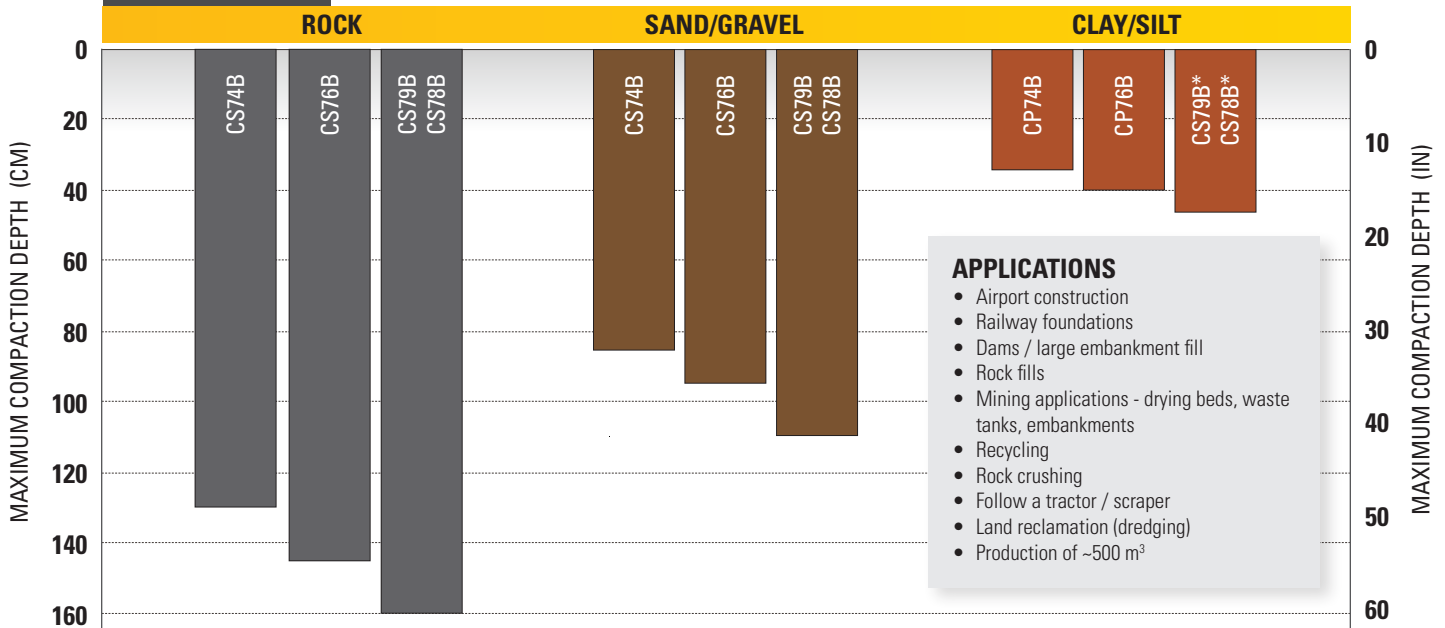 ROCK
SAND/GRAVEL
CLAY/SILT
MAXIMUM COMPACTION DEPTH (CM)
0
20
40
60
80
100
120
140
160
CS74B
CS76B
CS79B
CS78B
CS74B
CS76B
CS79B
CS78B
CP74B
CP76B
CS79B*
CS78B*
APPLICATIONS
• Airport construction
• Railway foundations
• Dams / large embankment fill
• Rock fills
• Mining applications - drying beds, waste
tanks, embankments
• Recycling
• Rock crushing
• Follow a tractor / scraper
• Land reclamation (dredging)
• Production of ~500 m³
0
10
20
30
40
50
60
MAXIMUM COMPACTION DEPTH (IN)